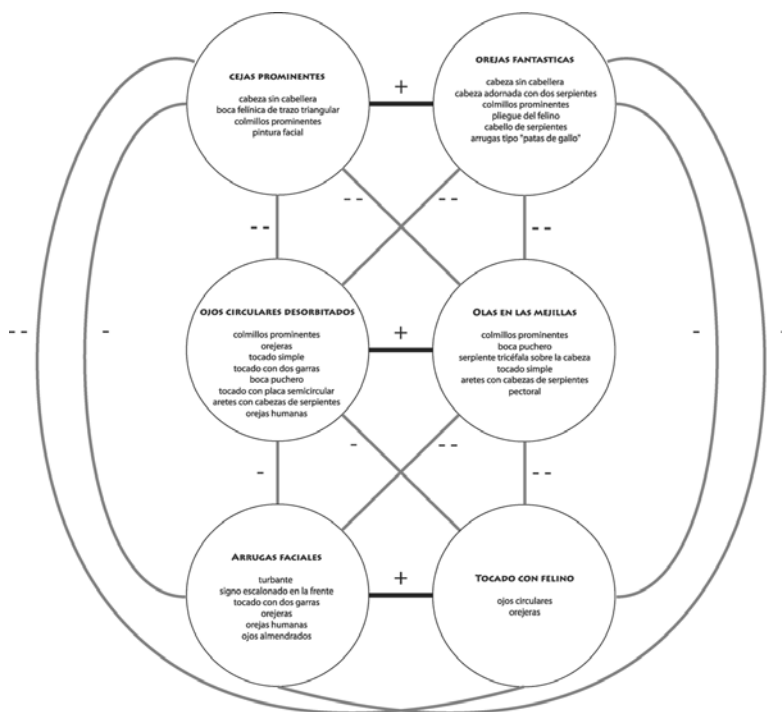 CEJAS PROMINENTES
cabeza sin cabellera
boca felínica de trazo triangular
colmillos prominentes
pintura facial
+
OREJAS FANTASTICAS
cabeza sin cabellera
cabeza adornada con dos serpientes
colmillos prominentes
pliegue del felino
cabello de serpientes
arrugas tipo "patas de gallo"
- -
- -
- -
- -
OJOS CIRCULARES DESORBITADOS
colmillos prominentes
orejeras
tocado simple
tocado con dos garras
boca puchero
tocado con placa semicircular
aretes con cabezas de serpientes
orejas humanas
+
OLAS EN LAS MEJILLAS
colmillos prominentes
boca puchero
serpiente tricéfala sobre la cabeza
tocado simple
aretes con cabezas de serpientes
pectoral
- -
-
-
-
-
-
- -
- -
ARRUGAS FACIALES
turbante
signo escalonado en la frente
tocado con dos garras
orejeras
orejas humanas
ojos almendrados
+
TOCADO CON FELINO
ojos circulares
orejeras